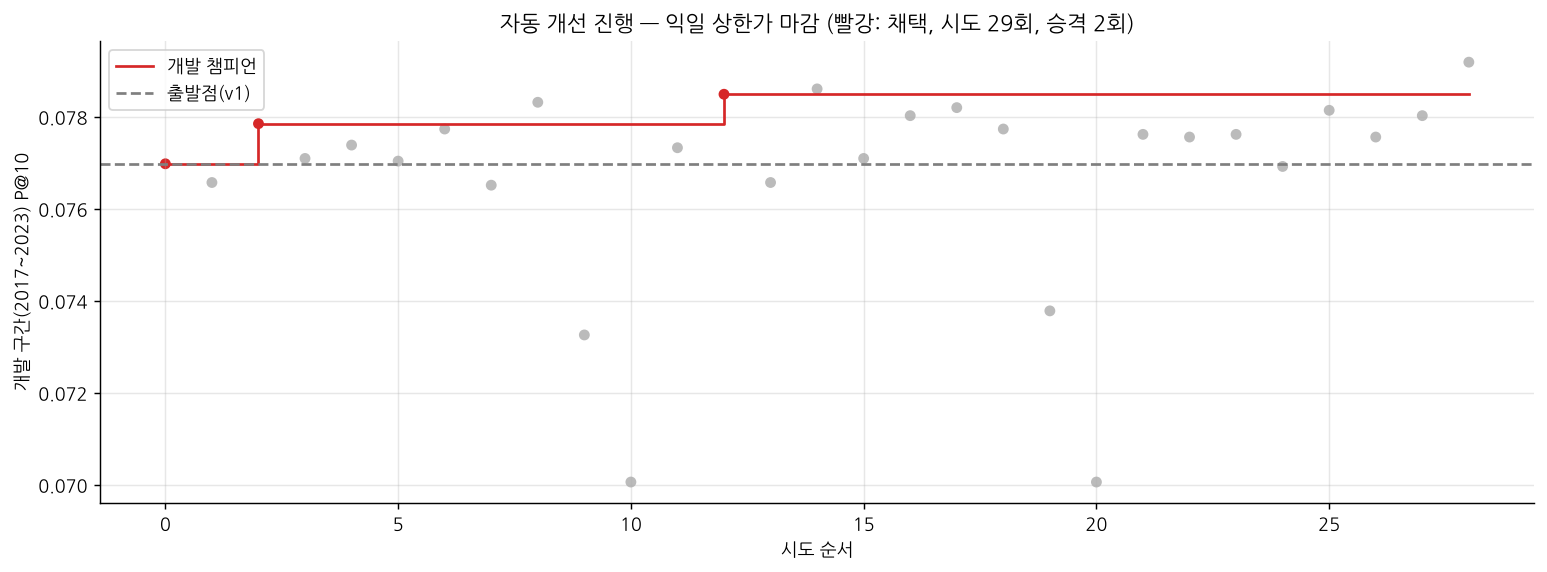 자동 개선 진행 — 익일 상한가 마감 (빨강: 채택, 시도 29회, 승격 2회)
개발 챔피언
출발점(v1)
개발 구간(2017~2023) P@10
0.078
0.076
0.074
0.072
0.070
0 5 10 15 20 25
시도 순서